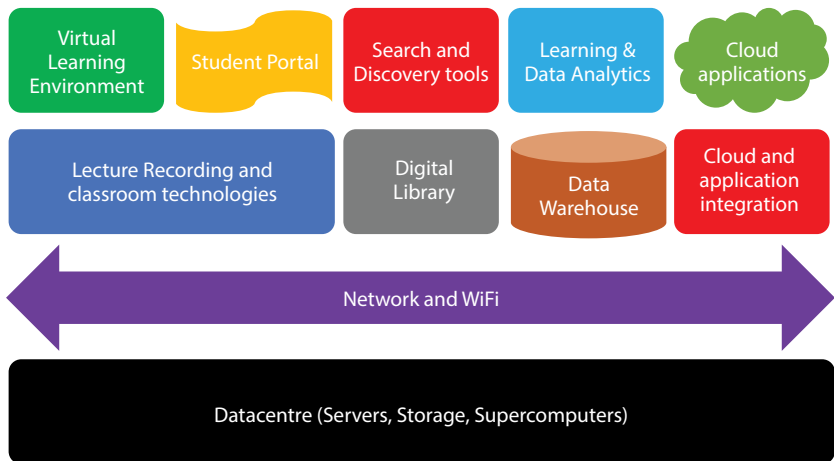 Virtual
Learning
Environment
Student Portal
Search and
Discovery tools
Learning &
Data Analytics
Cloud
applications
Lecture Recording and
classroom technologies
Digital
Library
Data
Warehouse
Cloud and
application
integration
Network and WiFi
Datacentre (Servers, Storage, Supercomputers)